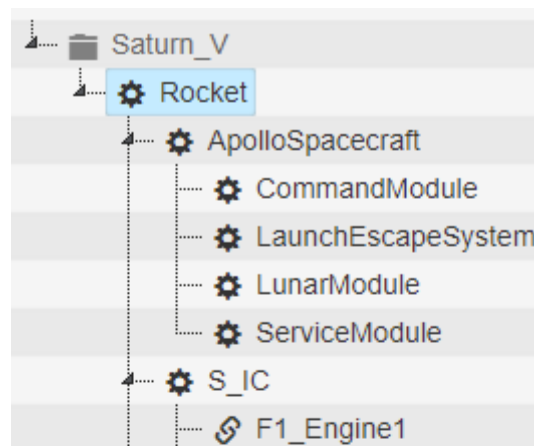 Saturn_V
Rocket
ApolloSpacecraft
CommandModule
LaunchEscapeSystem
LunarModule
ServiceModule
S_IC
F1_Engine1